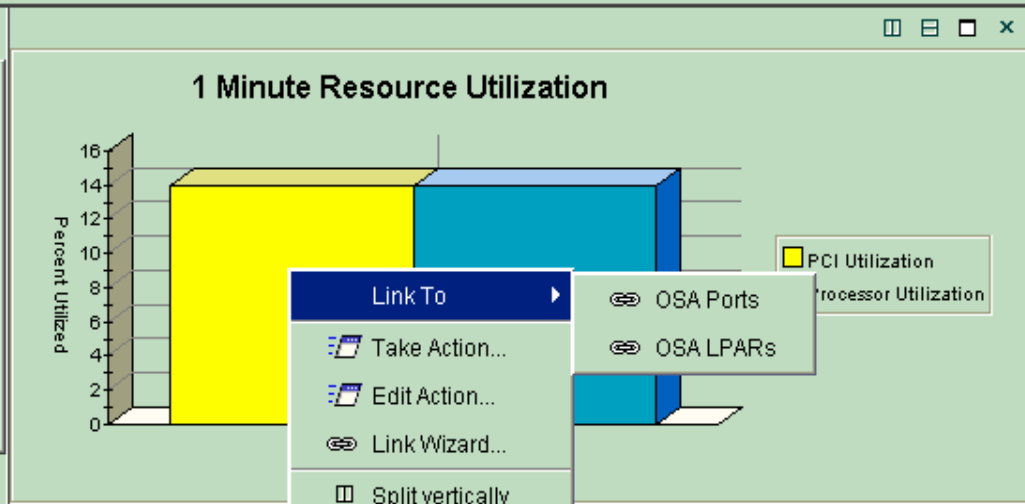 1 Minute Resource Utilization
16
14
12
10
8
6
4
2
0
Percent Utilized
PCI Utilization
Utilization
Link To
OSA Ports
OSA LPARs
Take Action...
Edit Action...
Link Wizard...
Split vertically